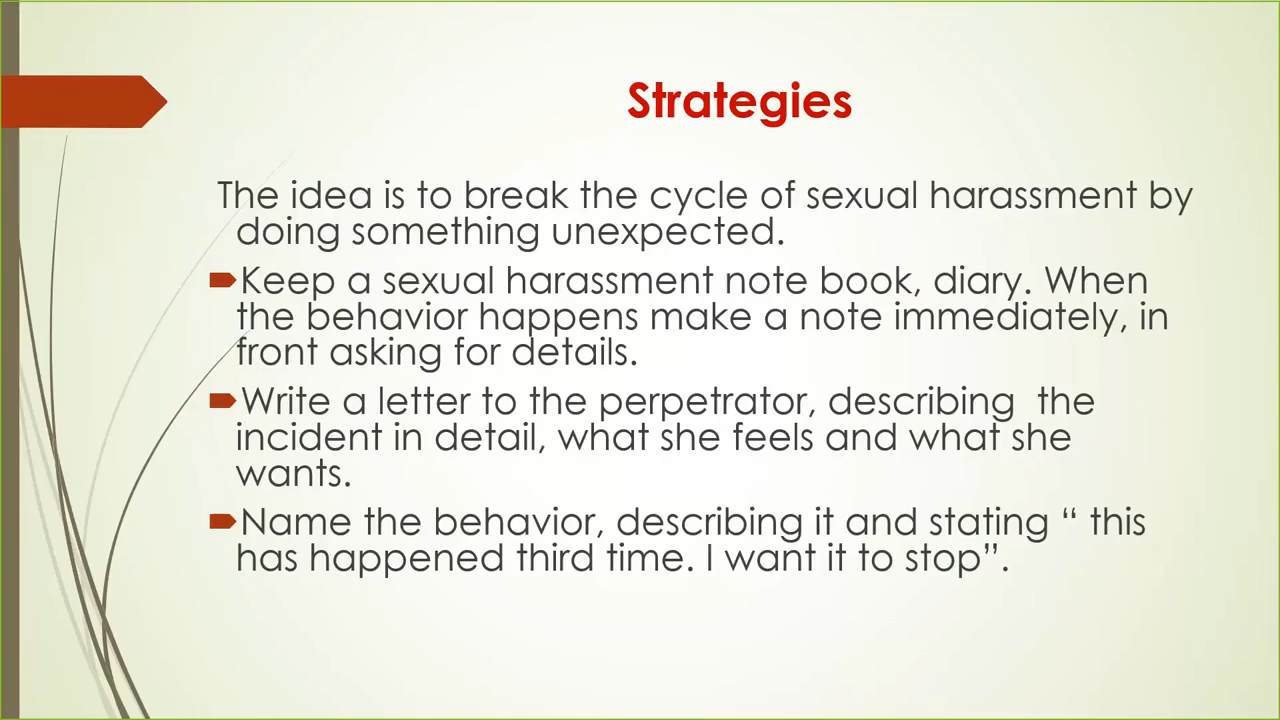 Strategies
The idea is to break the cycle of sexual harassment by
doing something unexpected.
Keep a sexual harassment note book, diary. When
the behavior happens make a note immediately, in
front asking for details.
Write a letter to the perpetrator, describing  the
incident in detail, what she feels and what she
wants.
Name the behavior, describing it and stating “ this
has happened third time. I want it to stop”.